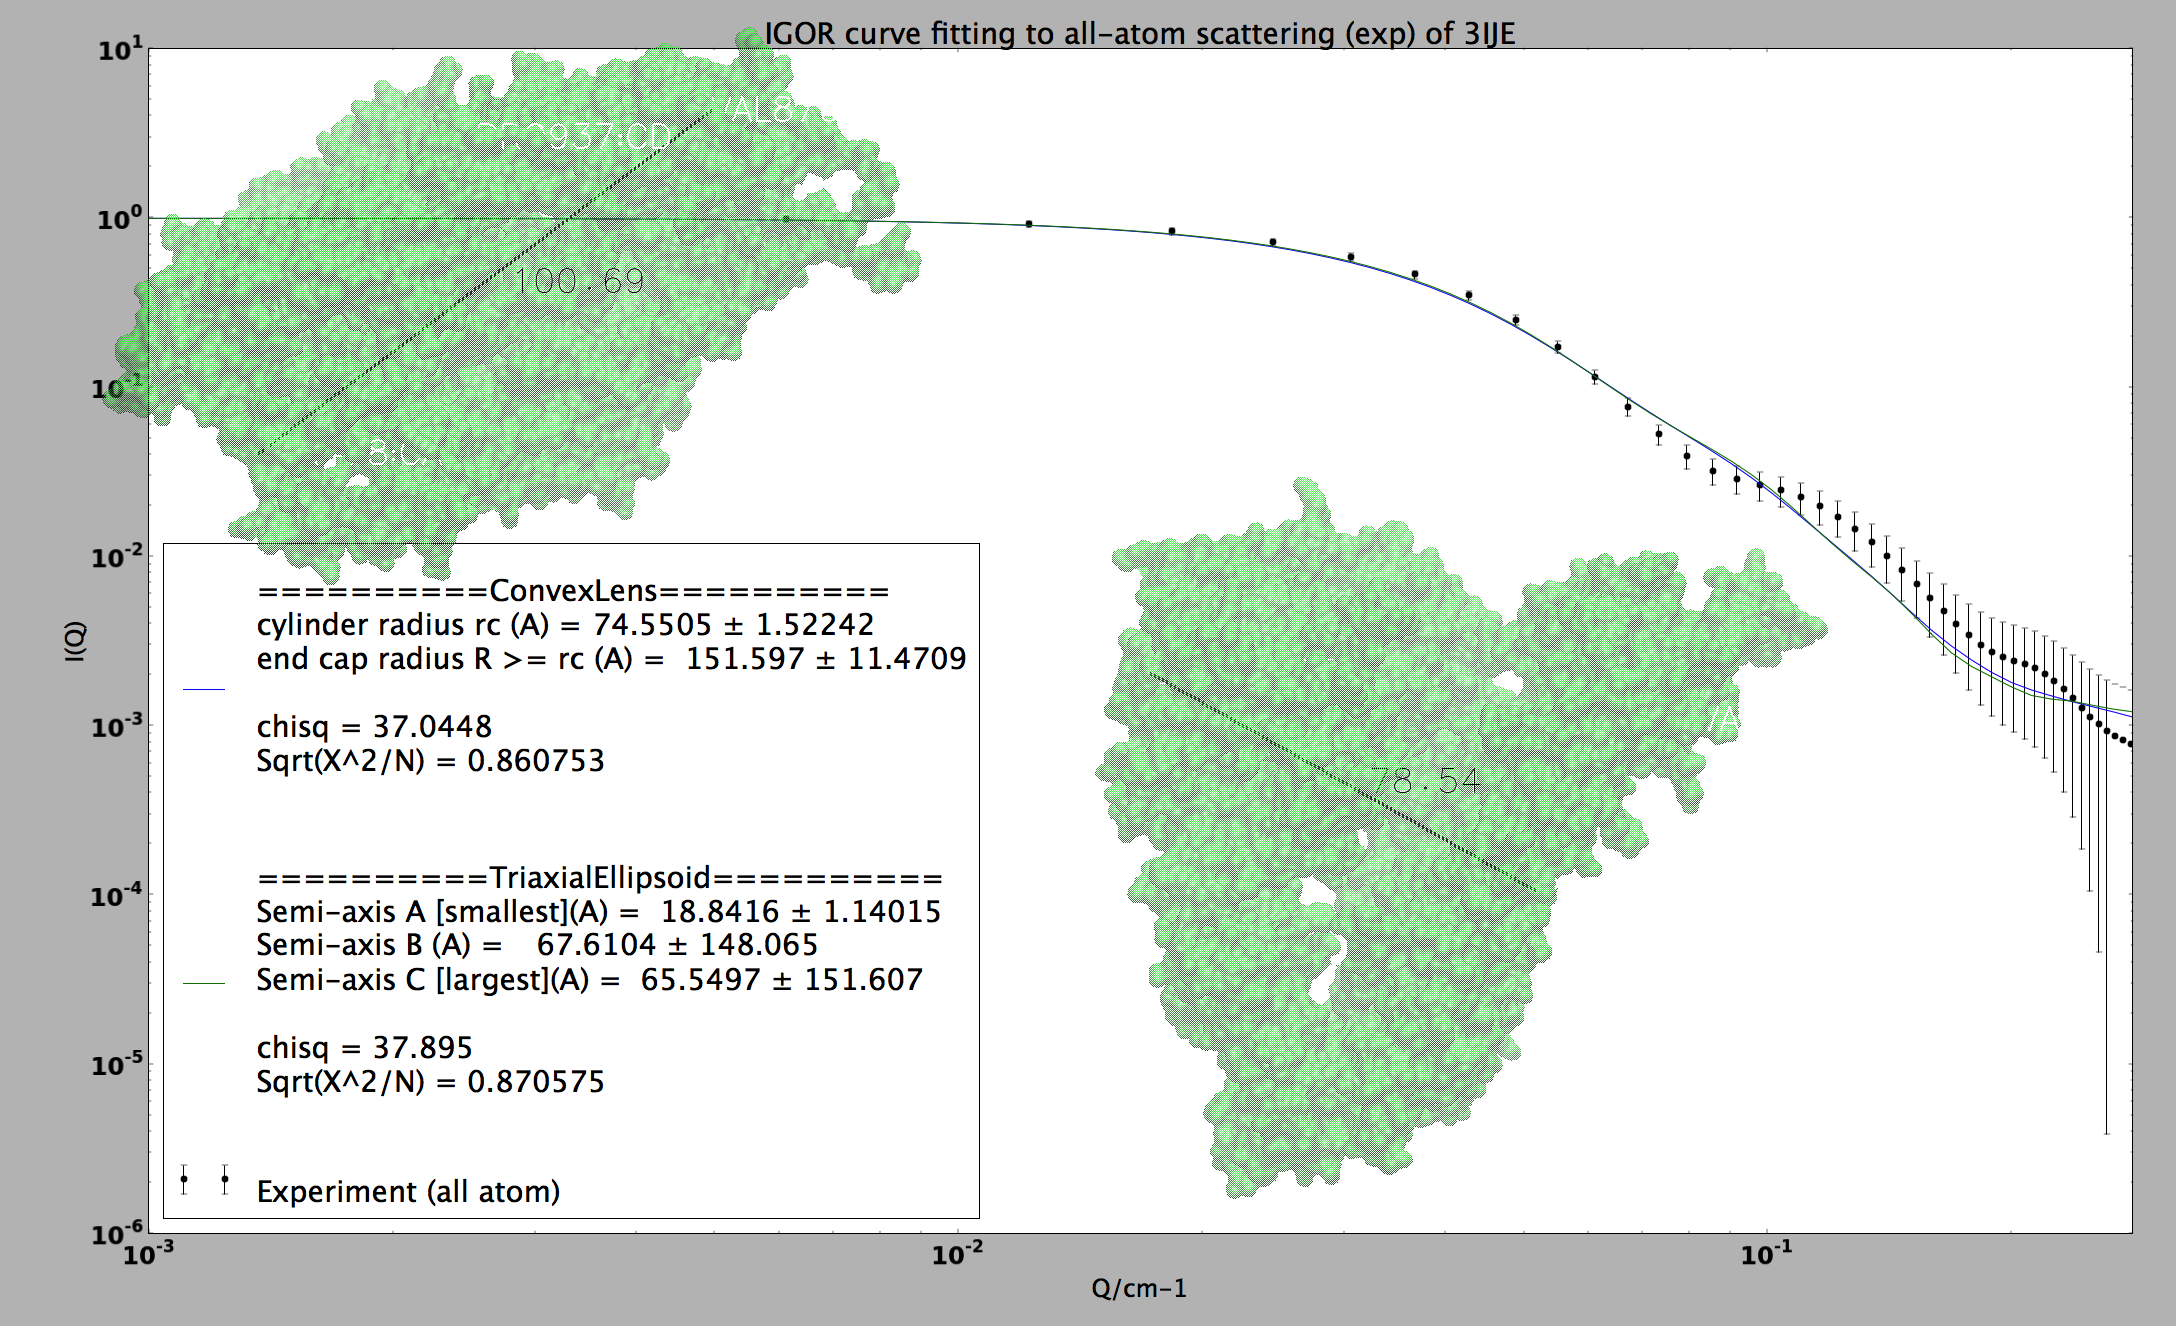 IGOR curve fitting to all-atom scattering (exp) of 3IJE
10^1
10^0
10^-1
10^-2
10^-3
10^-4
10^-5
10^-6
I(Q)
937:CD
100.69
78.54
==========ConvexLens==========
cylinder radius rc (A) = 74.5505 ± 1.52242
end cap radius R >= rc (A) = 151.597 ± 11.4709
chisq = 37.0448
Sqrt(X^2/N) = 0.860753
==========TriaxialEllipsoid==========
Semi-axis A [smallest](A) = 18.8416 ± 1.14015
Semi-axis B (A) = 67.6104 ± 148.065
Semi-axis C [largest](A) = 65.5497 ± 151.607
chisq = 37.895
Sqrt(X^2/N) = 0.870575
Experiment (all atom)
10^-3
10^-2
10^-1
Q/cm-1